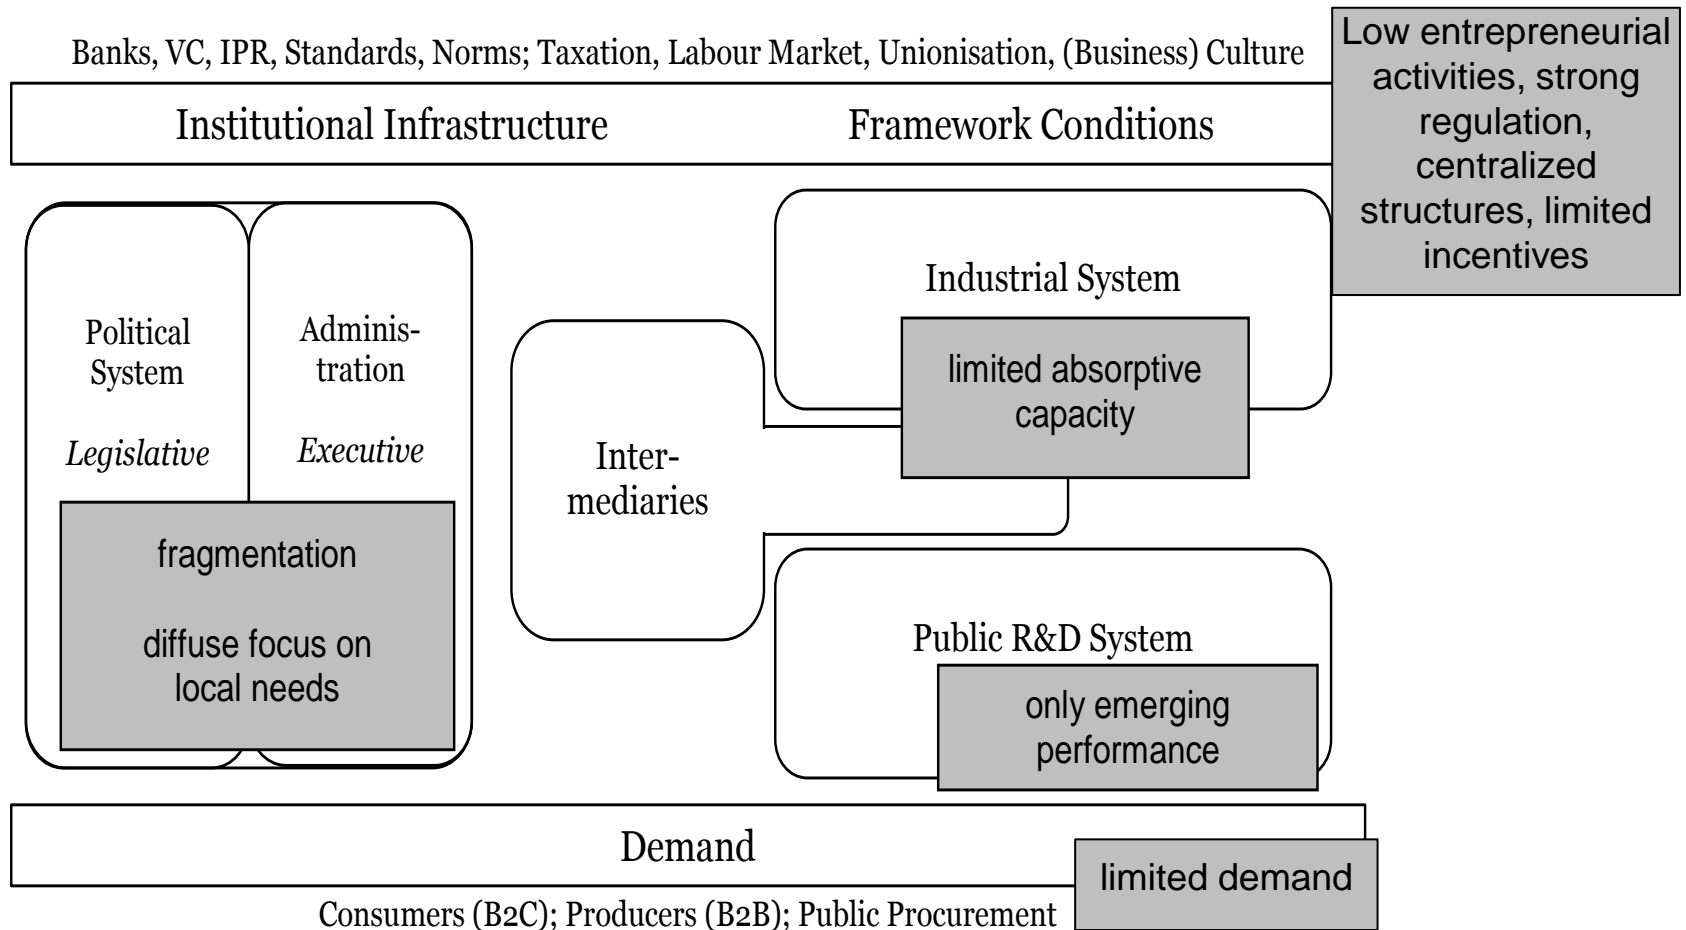 Banks, VC, IPR, Standards, Norms; Taxation, Labour Market, Unionisation, (Business) Culture
Low entrepreneurial
activities, strong
regulation,
centralized
structures, limited
incentives
Institutional Infrastructure
Framework Conditions
Political
System
Legislative
Adminis-
tration
Executive
fragmentation
diffuse focus on
local needs
Inter-
mediaries
Industrial System
limited absorptive
capacity
Public R&D System
only emerging
performance
Demand
limited demand
Consumers (B2C); Producers (B2B); Public Procurement